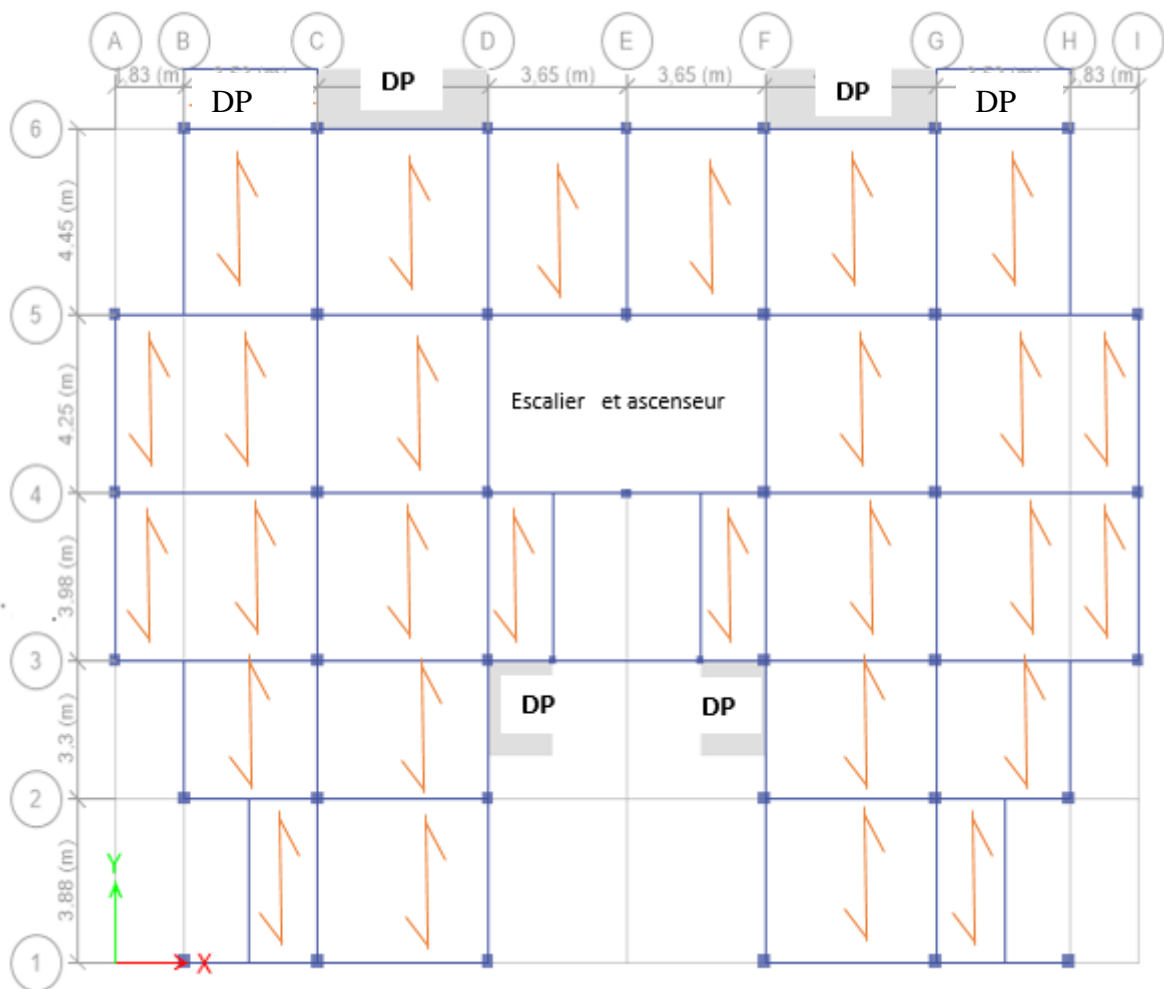 A B C D E F G H I
1,83 (m) 3,65 (m) 3,65 (m) 1,83 (m)
DP DP DP DP
6
4,45 (m)
5
4,25 (m)
Escalier et ascenseur
4
3,98 (m)
3
DP DP
3,3 (m)
2
3,88 (m)
Y
1 X